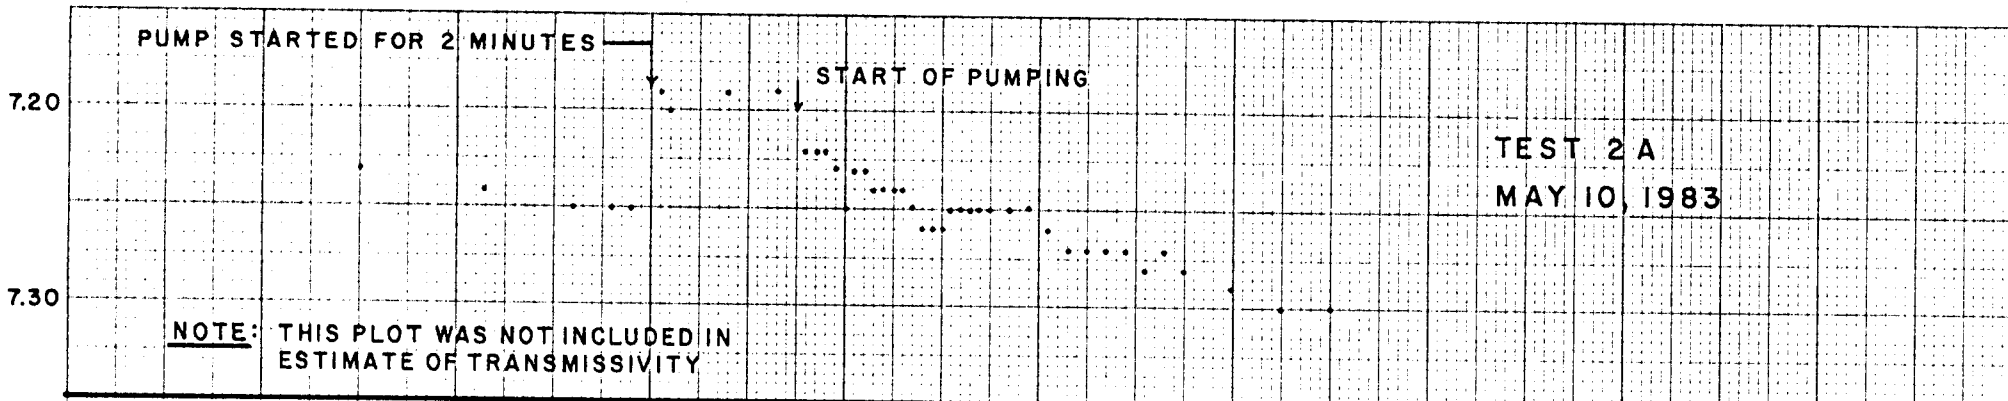 PUMP STARTED FOR 2 MINUTES
START OF PUMPING
7.20
TEST 2A
MAY 10, 1983
7.30
NOTE: THIS PLOT WAS NOT INCLUDED IN
ESTIMATE OF TRANSMISSIVITY